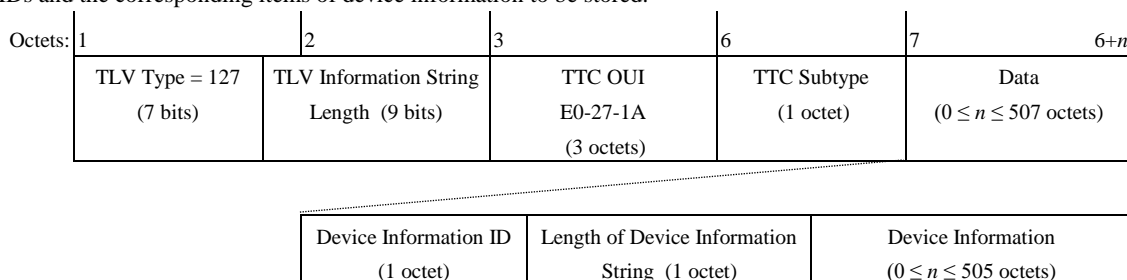 IDs and the corresponding items of device information to be stored.
Octets: 1 2 3 6 7 6+n
TLV Type = 127 TLV Information String TTC OUI TTC Subtype Data
(7 bits) Length (9 bits) E0-27-1A (1 octet) (0 ≤ n ≤ 507 octets)
(3 octets)
Device Information ID Length of Device Information Device Information
(1 octet) String (1 octet) (0 ≤ n ≤ 505 octets)